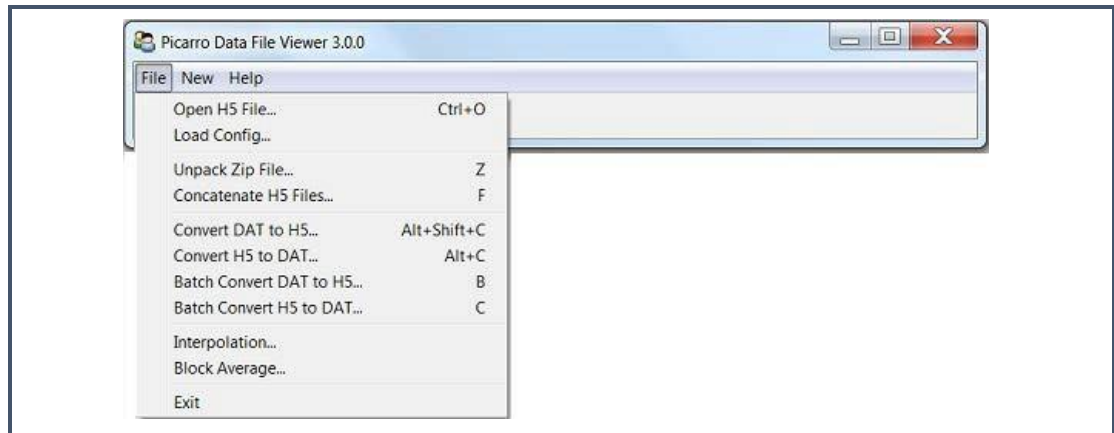 Picarro Data File Viewer 3.0.0
File New Help
Open H5 File... Ctrl+O
Load Config...
Unpack Zip File... Z
Concatenate H5 Files... F
Convert DAT to H5... Alt+Shift+C
Convert H5 to DAT... Alt+C
Batch Convert DAT to H5... B
Batch Convert H5 to DAT... C
Interpolation...
Block Average...
Exit